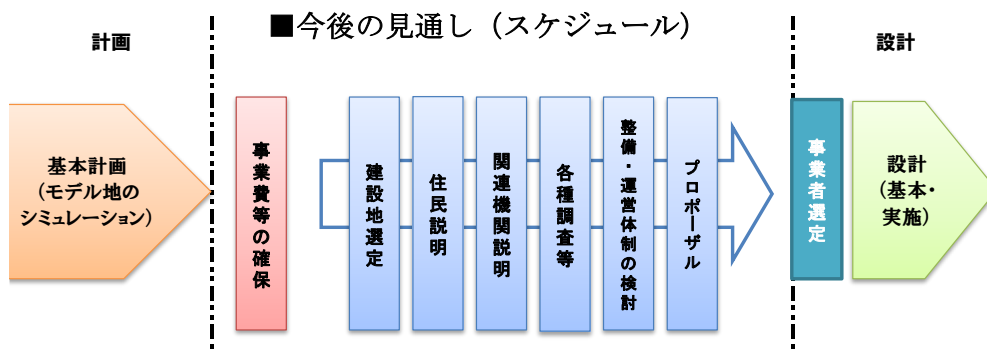 ■今後の見通し（スケジュール）
計画
設計
基本計画
（モデル地の
シミュレーション）
事業費等の確保
建設地選定
住民説明
関連機関説明
各種調査等
整備・運営体制の検討
プロポーザル
事業者選定
設計
（基本・
実施）